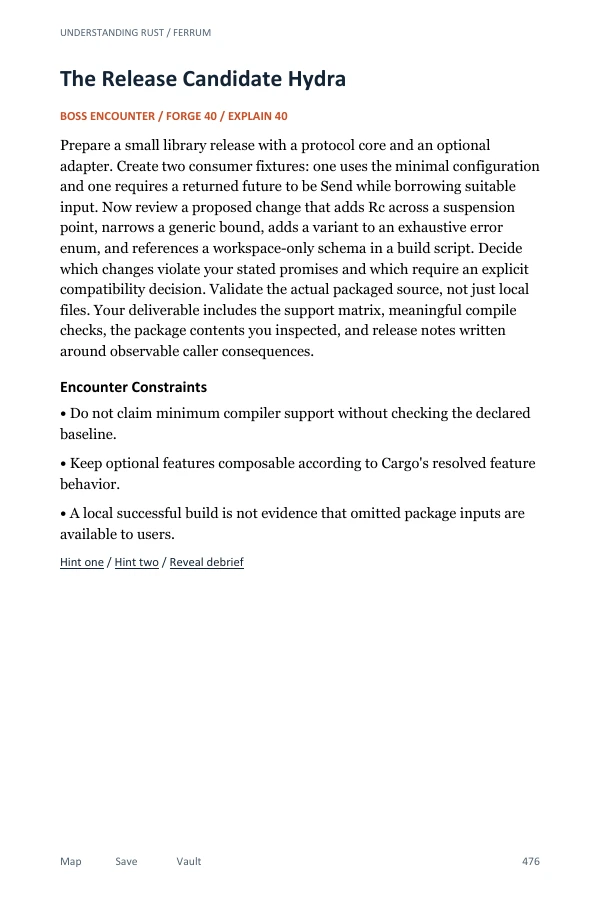 UNDERSTANDING RUST / FERRUM
The Release Candidate Hydra
BOSS ENCOUNTER / FORGE 40 / EXPLAIN 40
Prepare a small library release with a protocol core and an optional
adapter. Create two consumer fixtures: one uses the minimal configuration
and one requires a returned future to be Send while borrowing suitable
input. Now review a proposed change that adds Rc across a suspension
point, narrows a generic bound, adds a variant to an exhaustive error
enum, and references a workspace-only schema in a build script. Decide
which changes violate your stated promises and which require an explicit
compatibility decision. Validate the actual packaged source, not just local
files. Your deliverable includes the support matrix, meaningful compile
checks, the package contents you inspected, and release notes written
around observable caller consequences.
Encounter Constraints
• Do not claim minimum compiler support without checking the declared
baseline.
• Keep optional features composable according to Cargo's resolved feature
behavior.
• A local successful build is not evidence that omitted package inputs are
available to users.
Hint one / Hint two / Reveal debrief
Map Save Vault 476